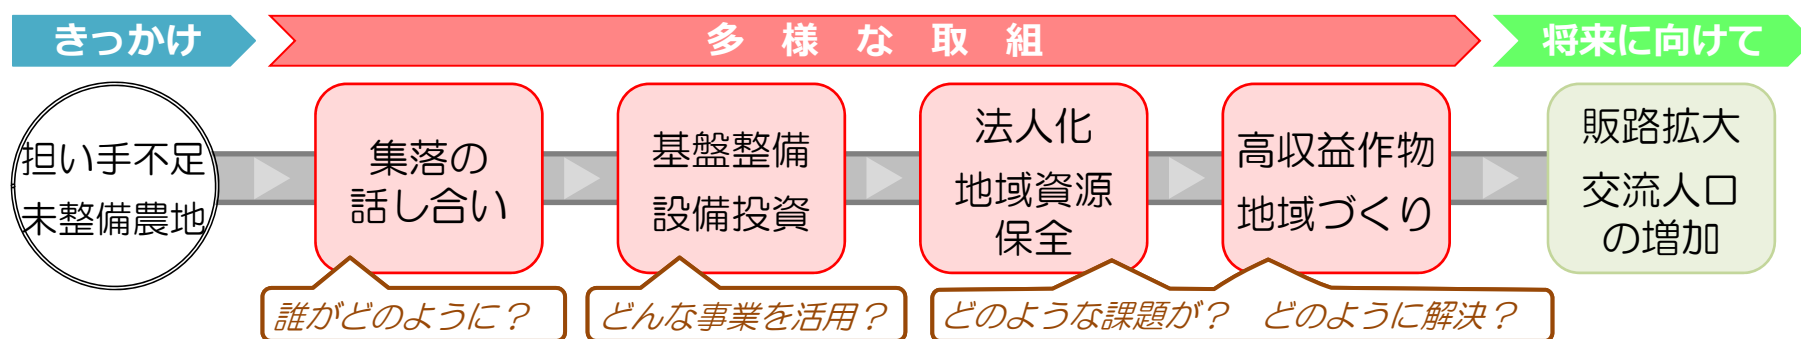 きっかけ
多様な取組
将来に向けて
担い手不足
未整備農地
集落の
話し合い
基盤整備
設備投資
法人化
地域資源
保全
高収益作物
地域づくり
販路拡大
交流人口
の増加
誰がどのように？
どんな事業を活用？
どのような課題が？　どのように解決？